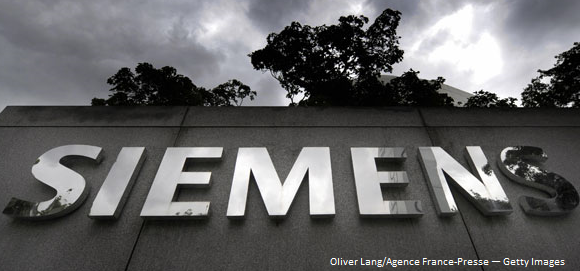 SIEMENS
Oliver Lang/Agence France-Presse — Getty Images